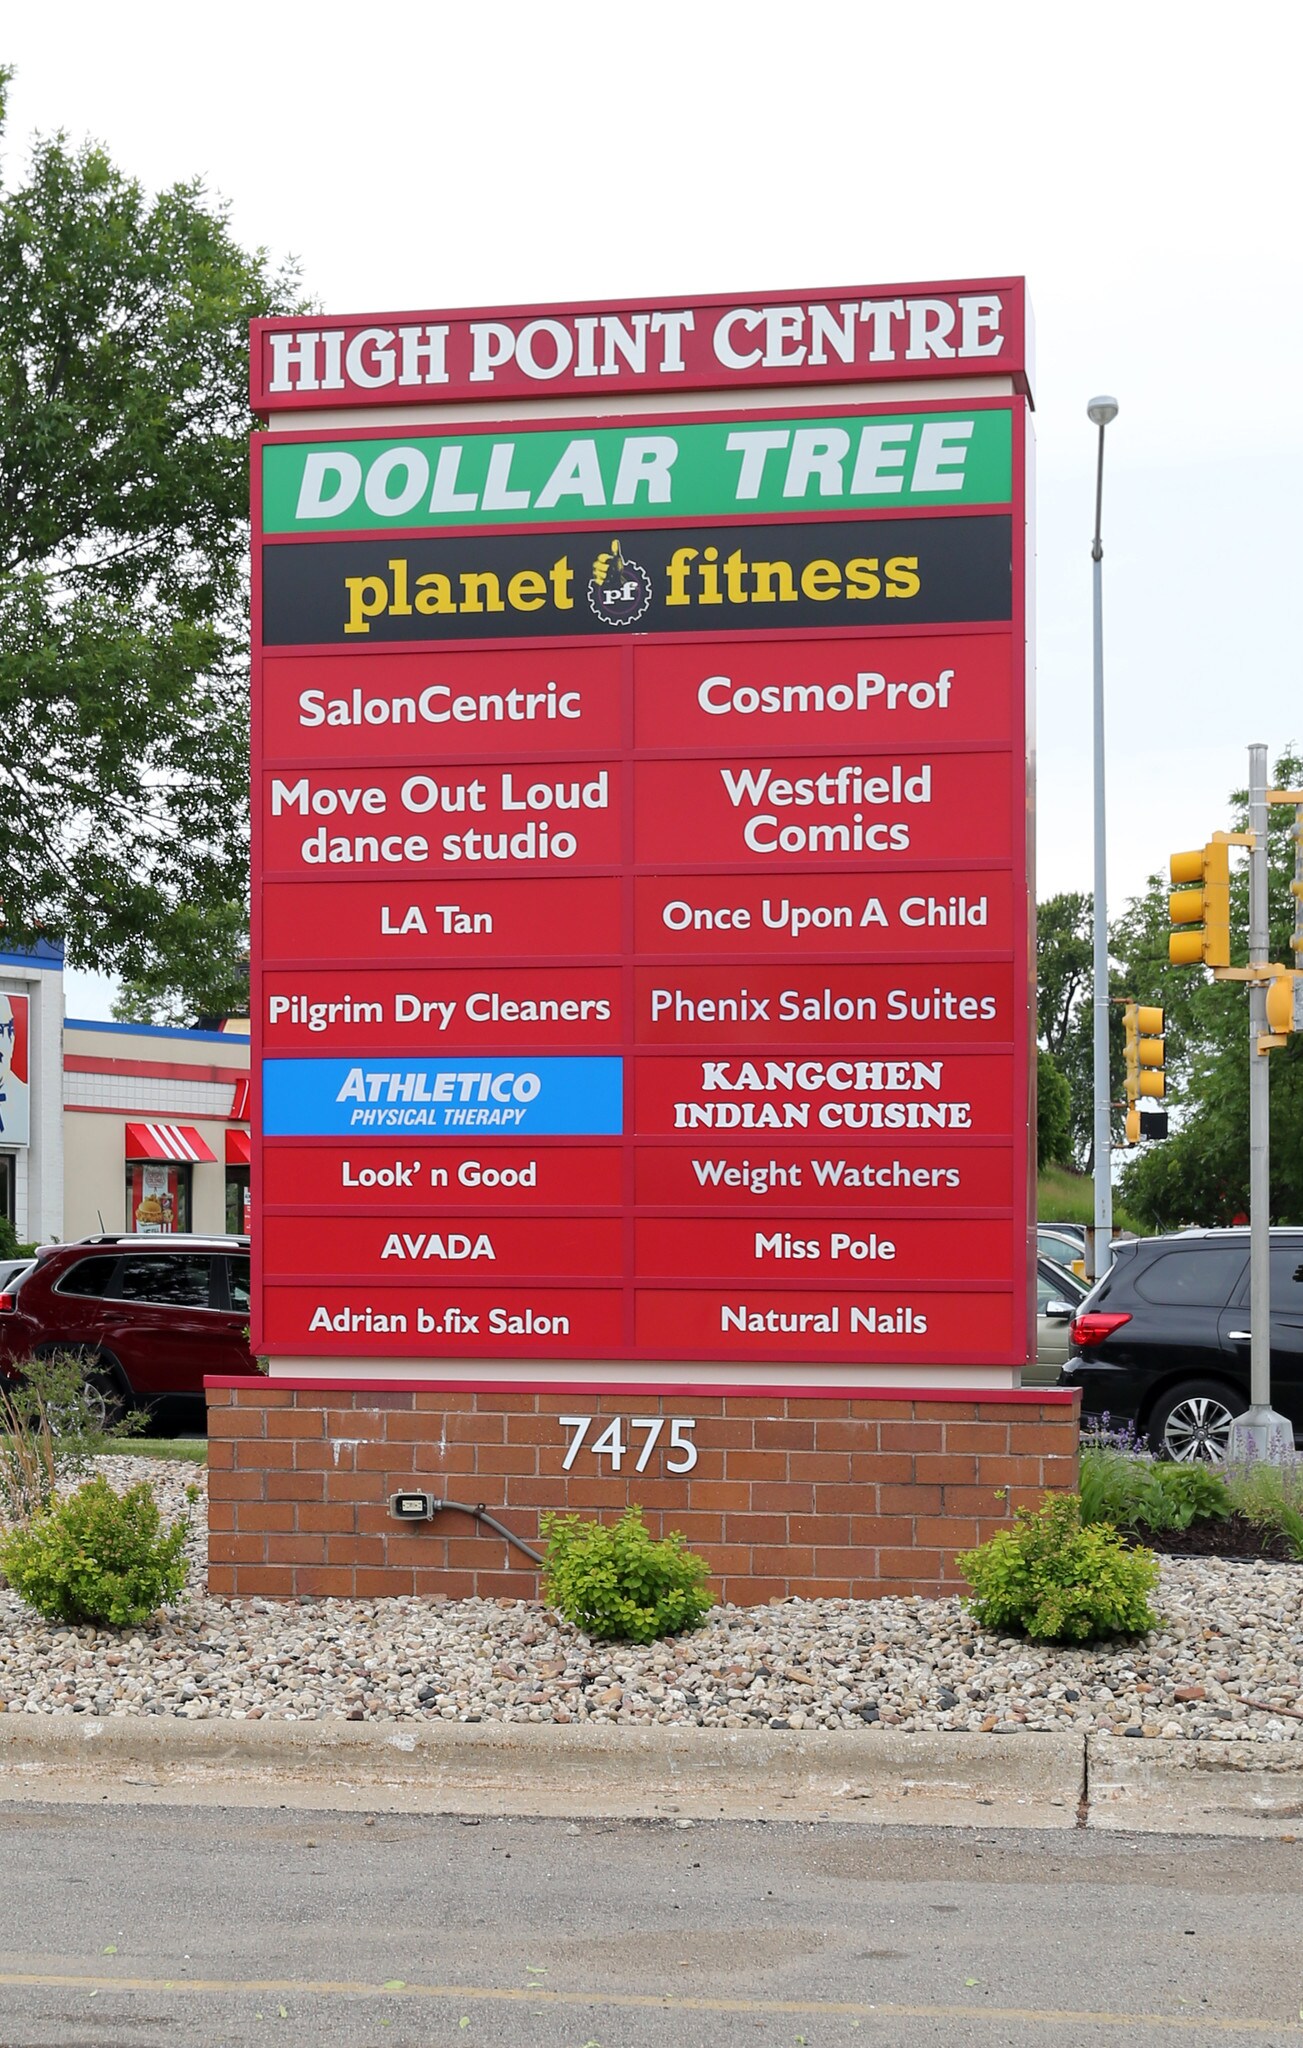 HIGH POINT CENTRE
DOLLAR TREE
planet pf fitness
SalonCentric
CosmoProf
Move Out Loud
dance studio
Westfield
Comics
LA Tan
Once Upon A Child
Pilgrim Dry Cleaners
Phenix Salon Suites
ATHLETICO
PHYSICAL THERAPY
KANGCHEN
INDIAN CUISINE
Look' n Good
Weight Watchers
AVADA
Miss Pole
Adrian b.fix Salon
Natural Nails
7475